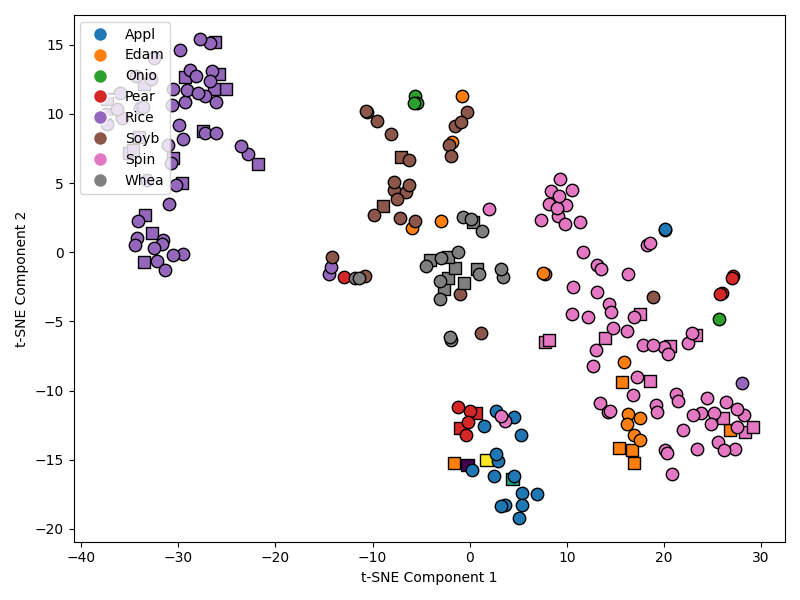 t-SNE Component 2
15
10
5
0
−5
−10
−15
−20
Appl
Edam
Onio
Pear
Rice
Soyb
Spin
Whea
−40
−30
−20
−10
0
10
20
30
t-SNE Component 1